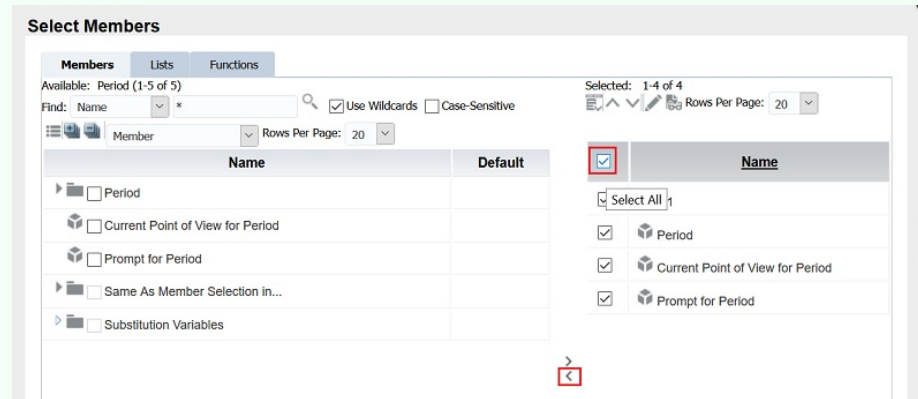 Select Members
Members Lists Functions
Available: Period (1-5 of 5)
Find: Name * Use Wildcards Case-Sensitive
Member Rows Per Page: 20
Name Default
Period
Current Point of View for Period
Prompt for Period
Same As Member Selection in...
Substitution Variables
Selected: 1-4 of 4
Rows Per Page: 20
Name
Select All 1
Period
Current Point of View for Period
Prompt for Period